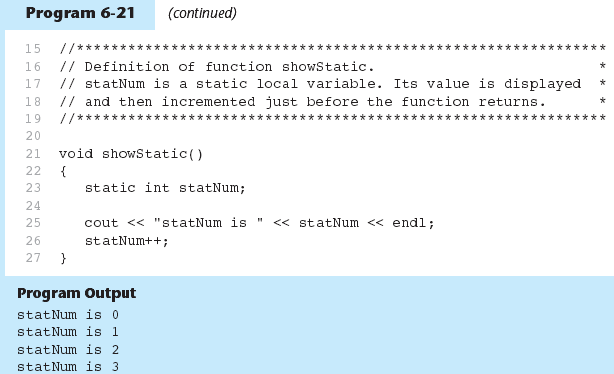 Program 6-21 (continued)
15 //**************************************************************
16 // Definition of function showStatic. *
17 // statNum is a static local variable. Its value is displayed *
18 // and then incremented just before the function returns. *
19 //**************************************************************
20
21 void showStatic()
22 {
23 static int statNum;
24
25 cout << "statNum is " << statNum << endl;
26 statNum++;
27 }
Program Output
statNum is 0
statNum is 1
statNum is 2
statNum is 3